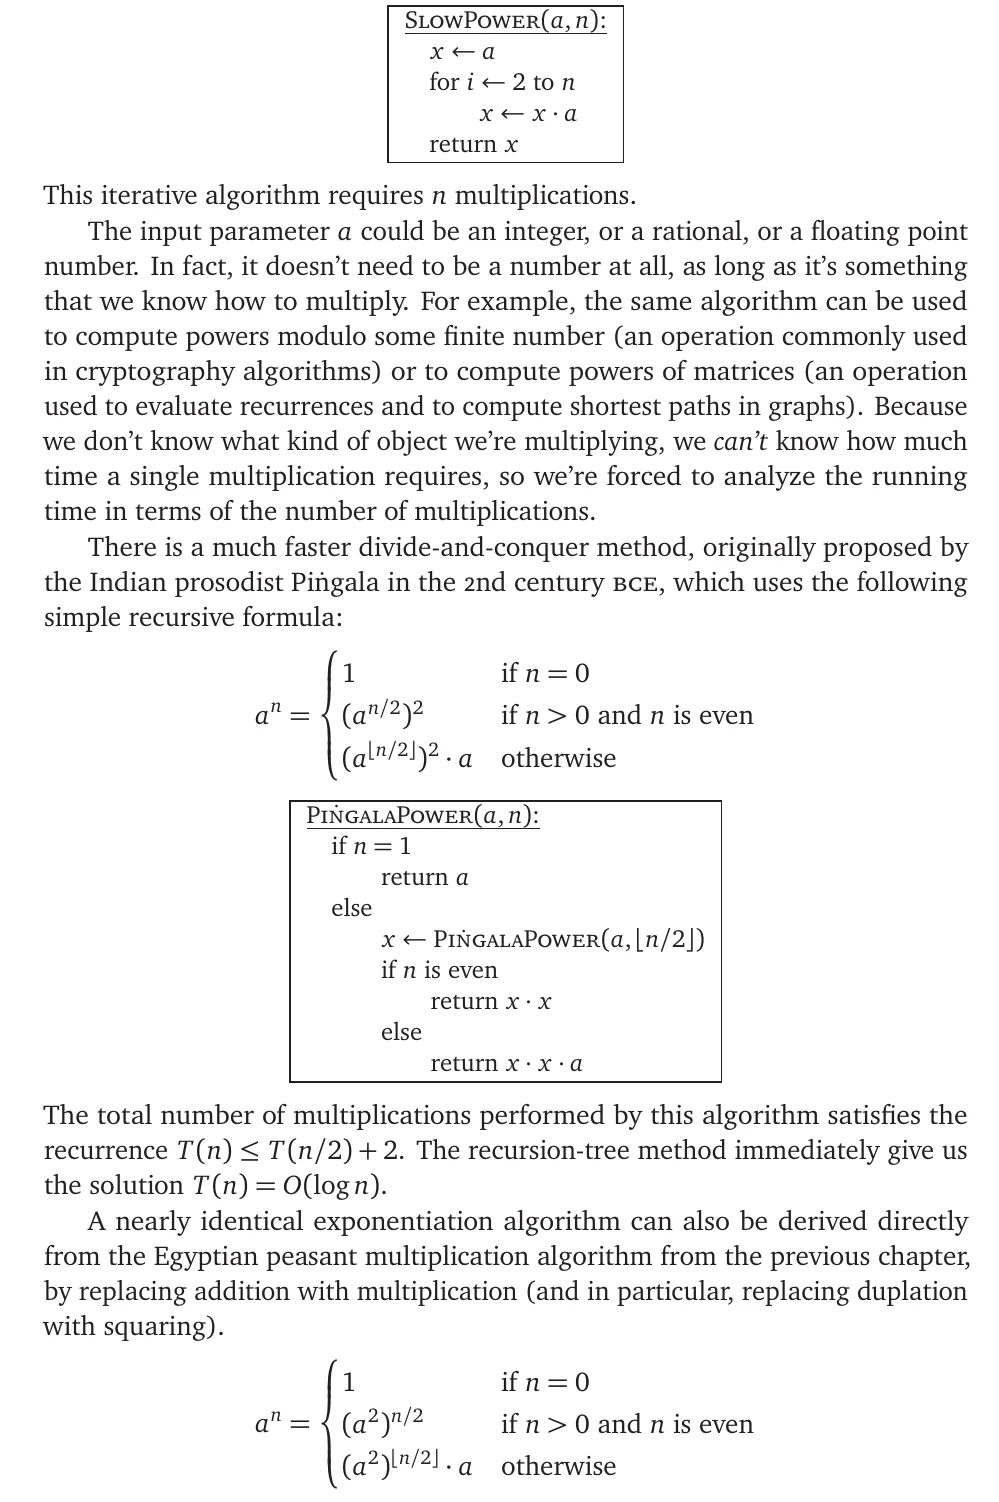 SlowPower(a, n):
x ← a
for i ← 2 to n
x ← x · a
return x
This iterative algorithm requires n multiplications.
The input parameter a could be an integer, or a rational, or a floating point
number. In fact, it doesn’t need to be a number at all, as long as it’s something
that we know how to multiply. For example, the same algorithm can be used
to compute powers modulo some finite number (an operation commonly used
in cryptography algorithms) or to compute powers of matrices (an operation
used to evaluate recurrences and to compute shortest paths in graphs). Because
we don’t know what kind of object we’re multiplying, we can’t know how much
time a single multiplication requires, so we’re forced to analyze the running
time in terms of the number of multiplications.
There is a much faster divide-and-conquer method, originally proposed by
the Indian prosodist Piṅgala in the 2nd century BCE, which uses the following
simple recursive formula:
1 if n = 0
aⁿ = { (a^{n/2})² if n > 0 and n is even
(a^{⌊n/2⌋})² · a otherwise
PiṅgalaPower(a, n):
if n = 1
return a
else
x ← PiṅgalaPower(a, ⌊n/2⌋)
if n is even
return x · x
else
return x · x · a
The total number of multiplications performed by this algorithm satisfies the
recurrence T(n) ≤ T(n/2) + 2. The recursion-tree method immediately give us
the solution T(n) = O(log n).
A nearly identical exponentiation algorithm can also be derived directly
from the Egyptian peasant multiplication algorithm from the previous chapter,
by replacing addition with multiplication (and in particular, replacing duplation
with squaring).
1 if n = 0
aⁿ = { (a²)^{n/2} if n > 0 and n is even
(a²)^{⌊n/2⌋} · a otherwise